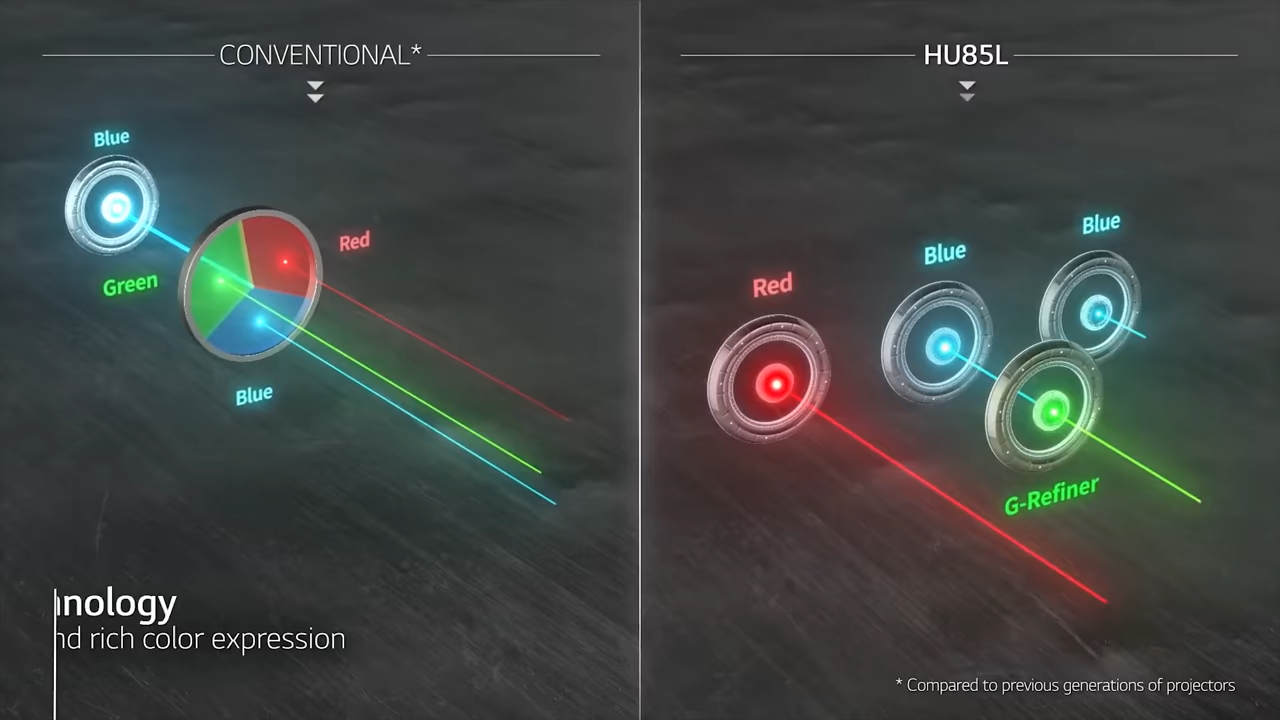 CONVENTIONAL*
HU85L
Blue
Green
Red
Blue
Red
Blue
Blue
G-Refiner
nology
nd rich color expression
* Compared to previous generations of projectors